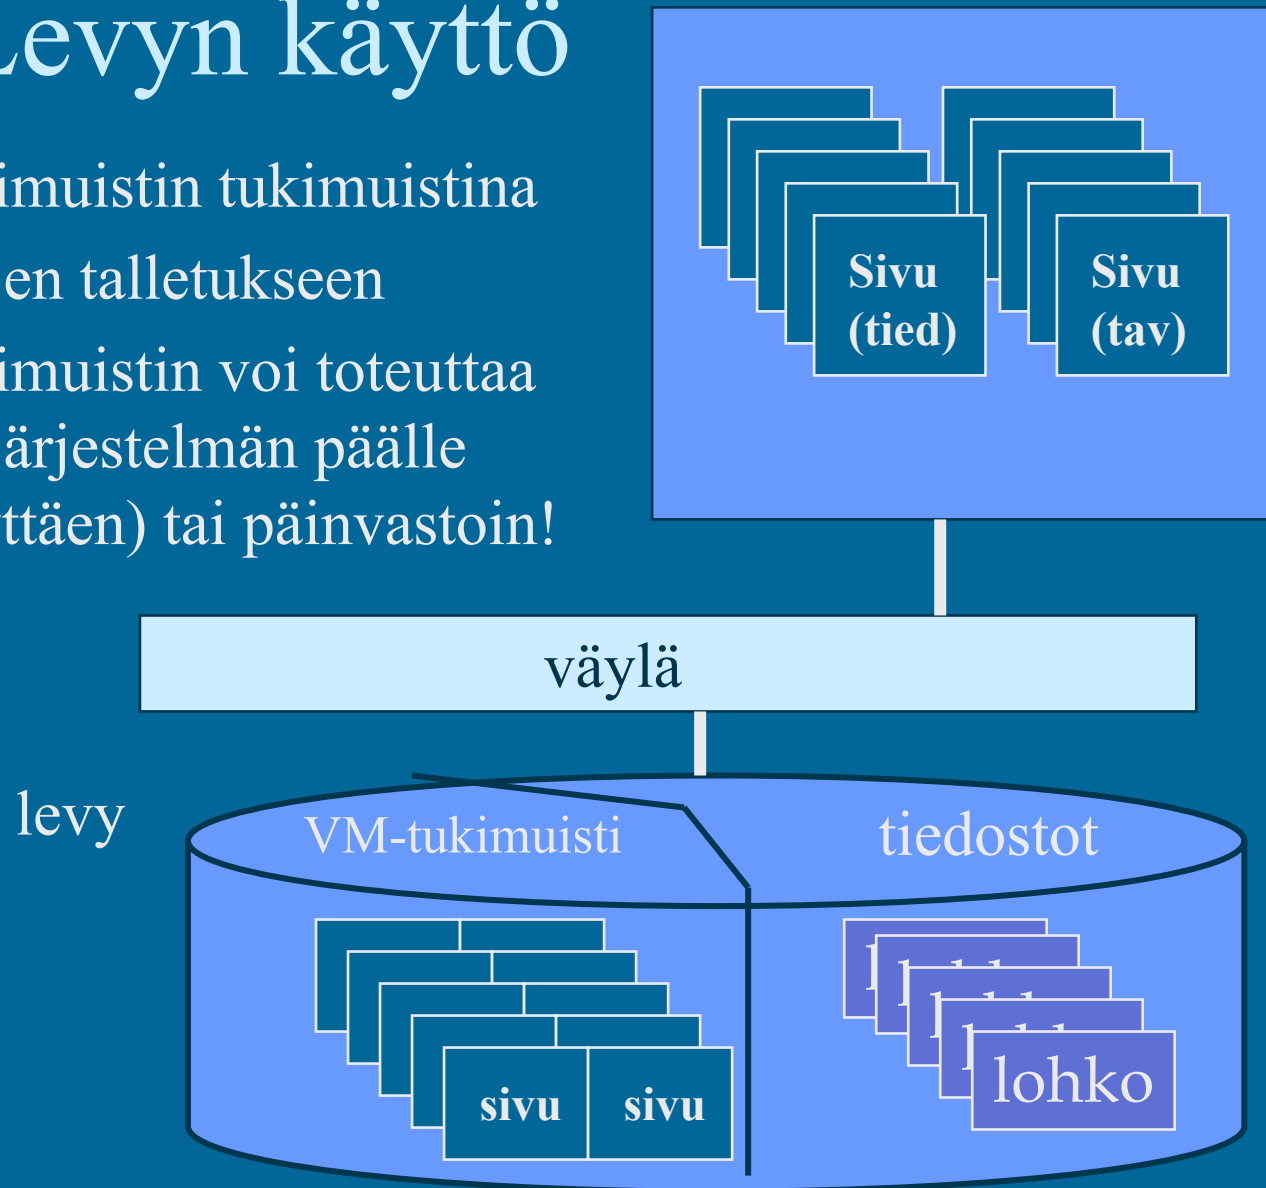 Levyn käyttö
imuistin tukimuistina
en talletukseen
imuistin voi toteuttaa
ärjestelmän päälle
ttäen) tai päinvastoin!
Sivu
(tied)
Sivu
(tav)
väylä
levy
VM-tukimuisti
tiedostot
sivu sivu
lohko